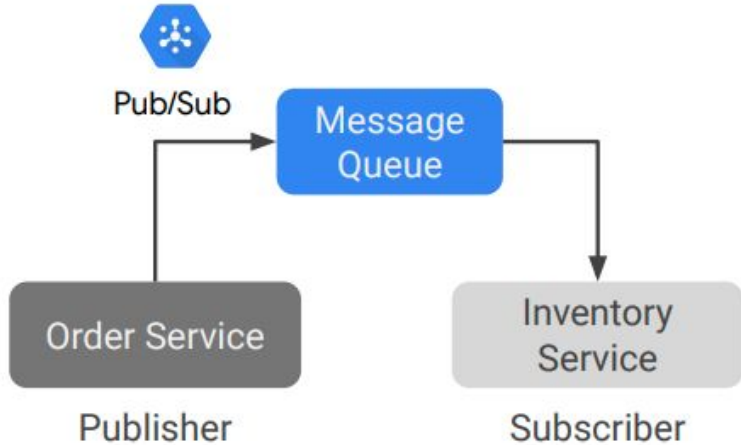 Pub/Sub
Message
Queue
Order Service
Inventory
Service
Publisher
Subscriber